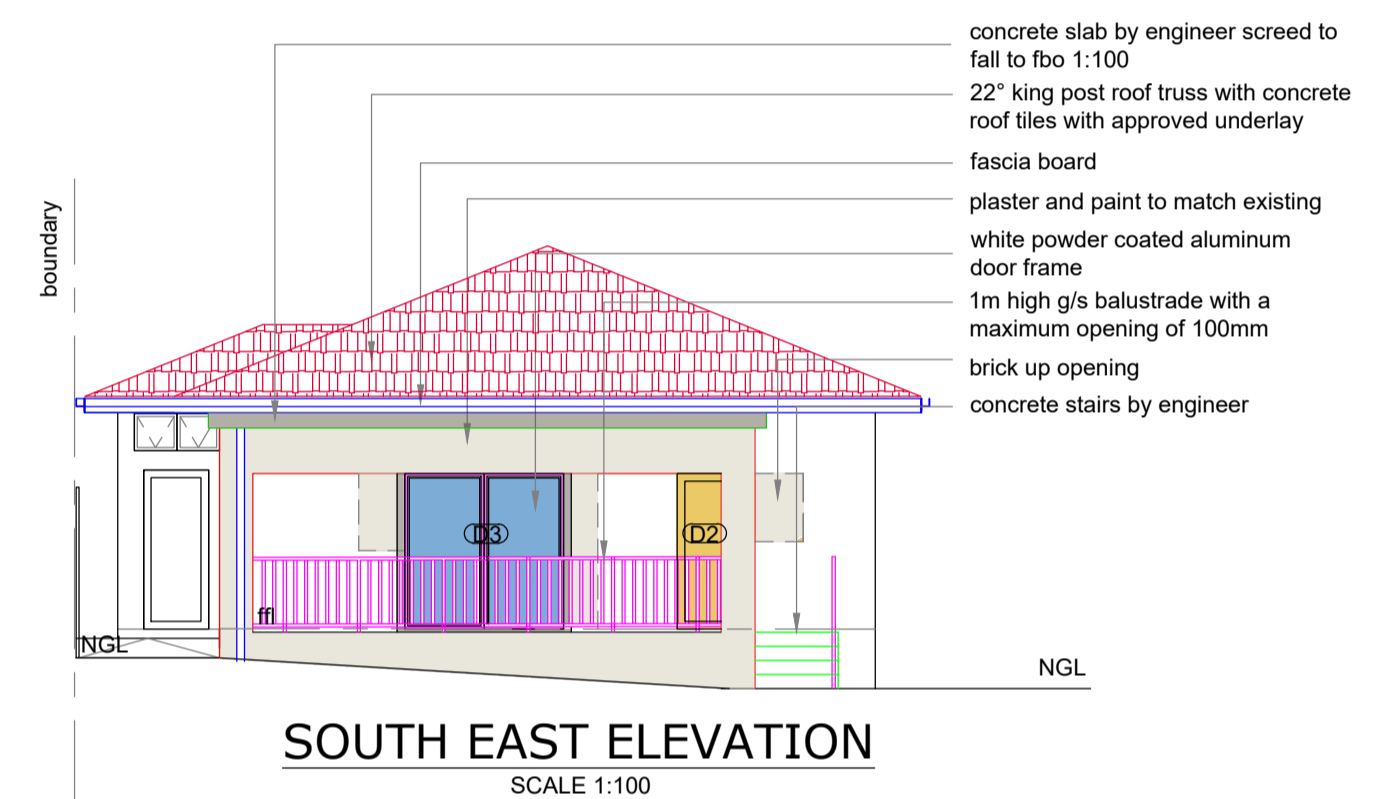 concrete slab by engineer screed to
fall to fbo 1:100
22° king post roof truss with concrete
roof tiles with approved underlay
fascia board
plaster and paint to match existing
white powder coated aluminum
door frame
1m high g/s balustrade with a
maximum opening of 100mm
brick up opening
concrete stairs by engineer
boundary
D3
D2
ffl
NGL
NGL
SOUTH EAST ELEVATION
SCALE 1:100